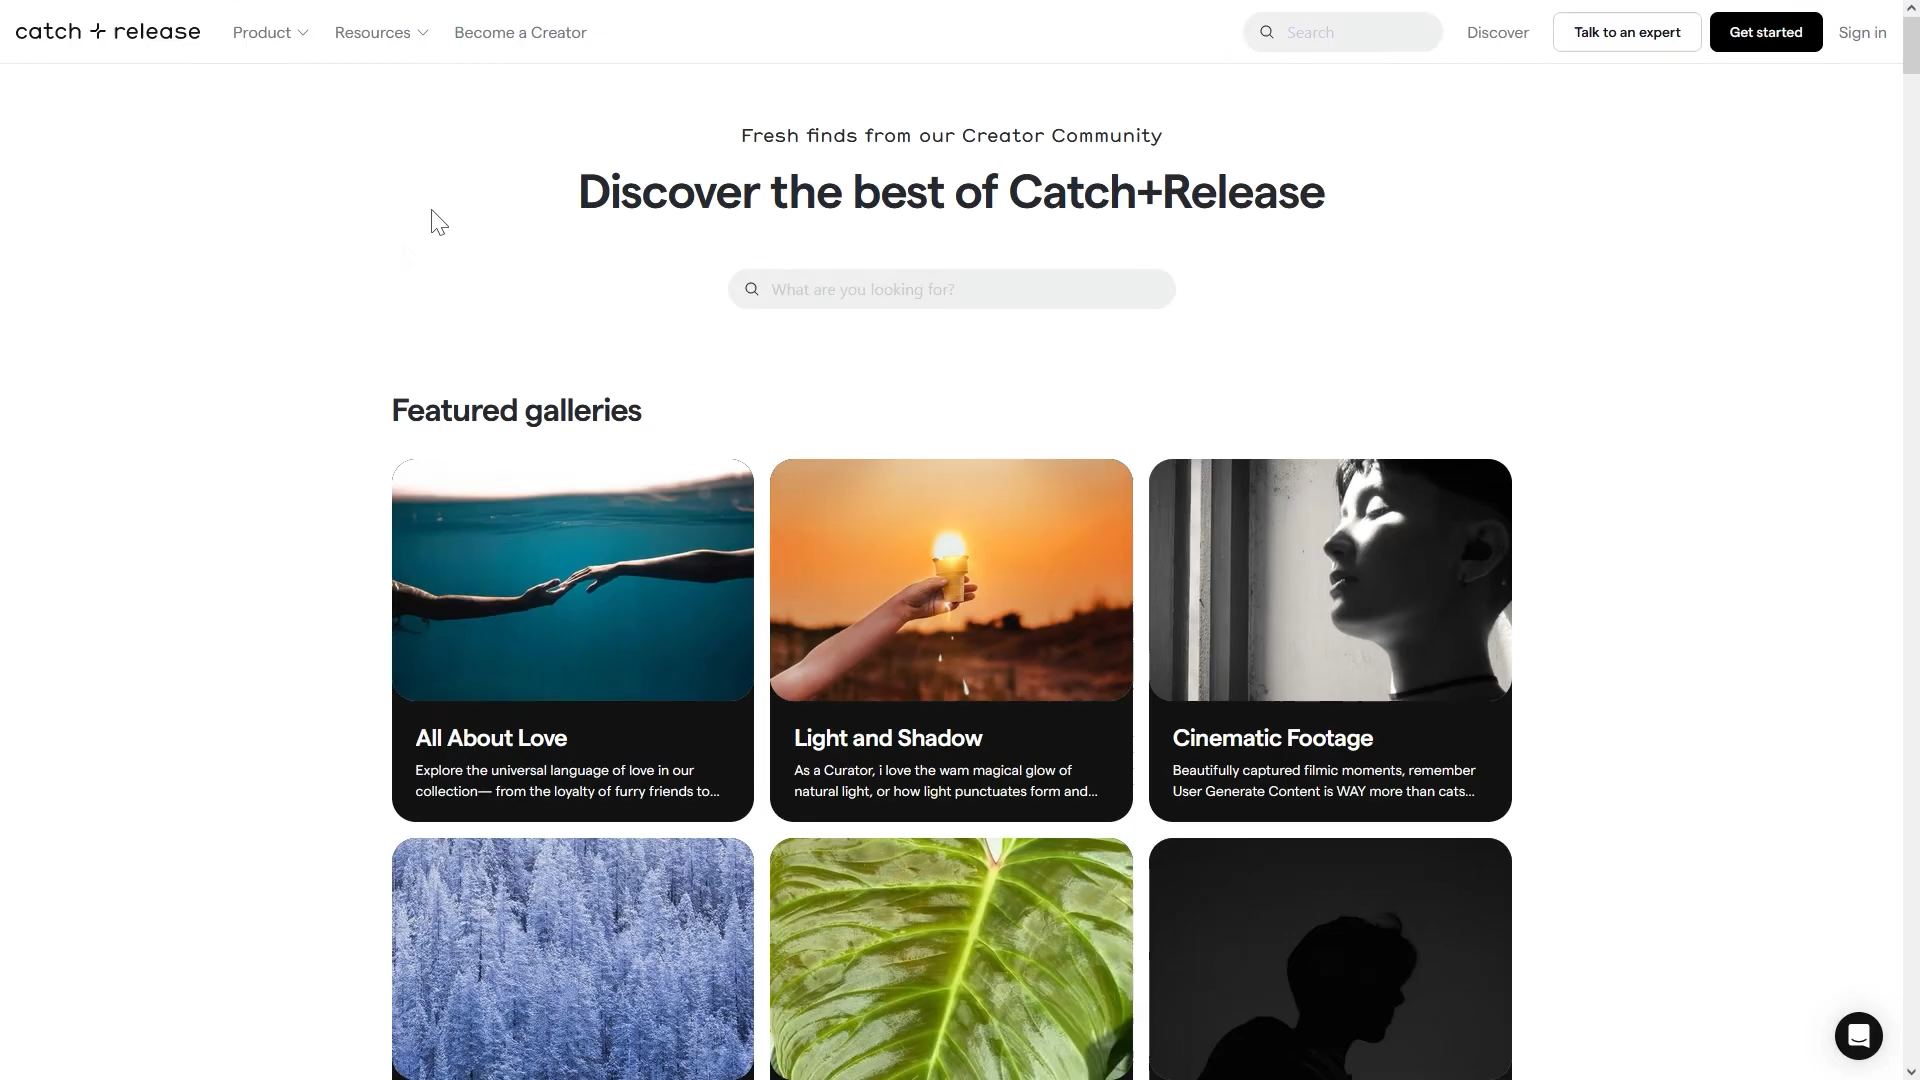 catch + release
Product
Resources
Become a Creator
Search
Discover
Talk to an expert
Get started
Sign in
Fresh finds from our Creator Community
Discover the best of Catch+Release
What are you looking for?
Featured galleries
All About Love
Explore the universal language of love in our
collection— from the loyalty of furry friends to...
Light and Shadow
As a Curator, i love the wam magical glow of
natural light, or how light punctuates form and...
Cinematic Footage
Beautifully captured filmic moments, remember
User Generate Content is WAY more than cats...